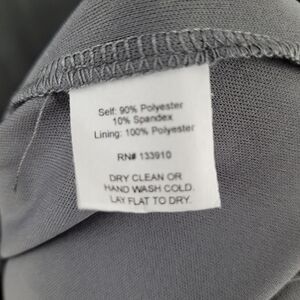 Self: 90% Polyester
10% Spandex
Lining: 100% Polyester
RN# 133910
DRY CLEAN OR
HAND WASH COLD.
LAY FLAT TO DRY.